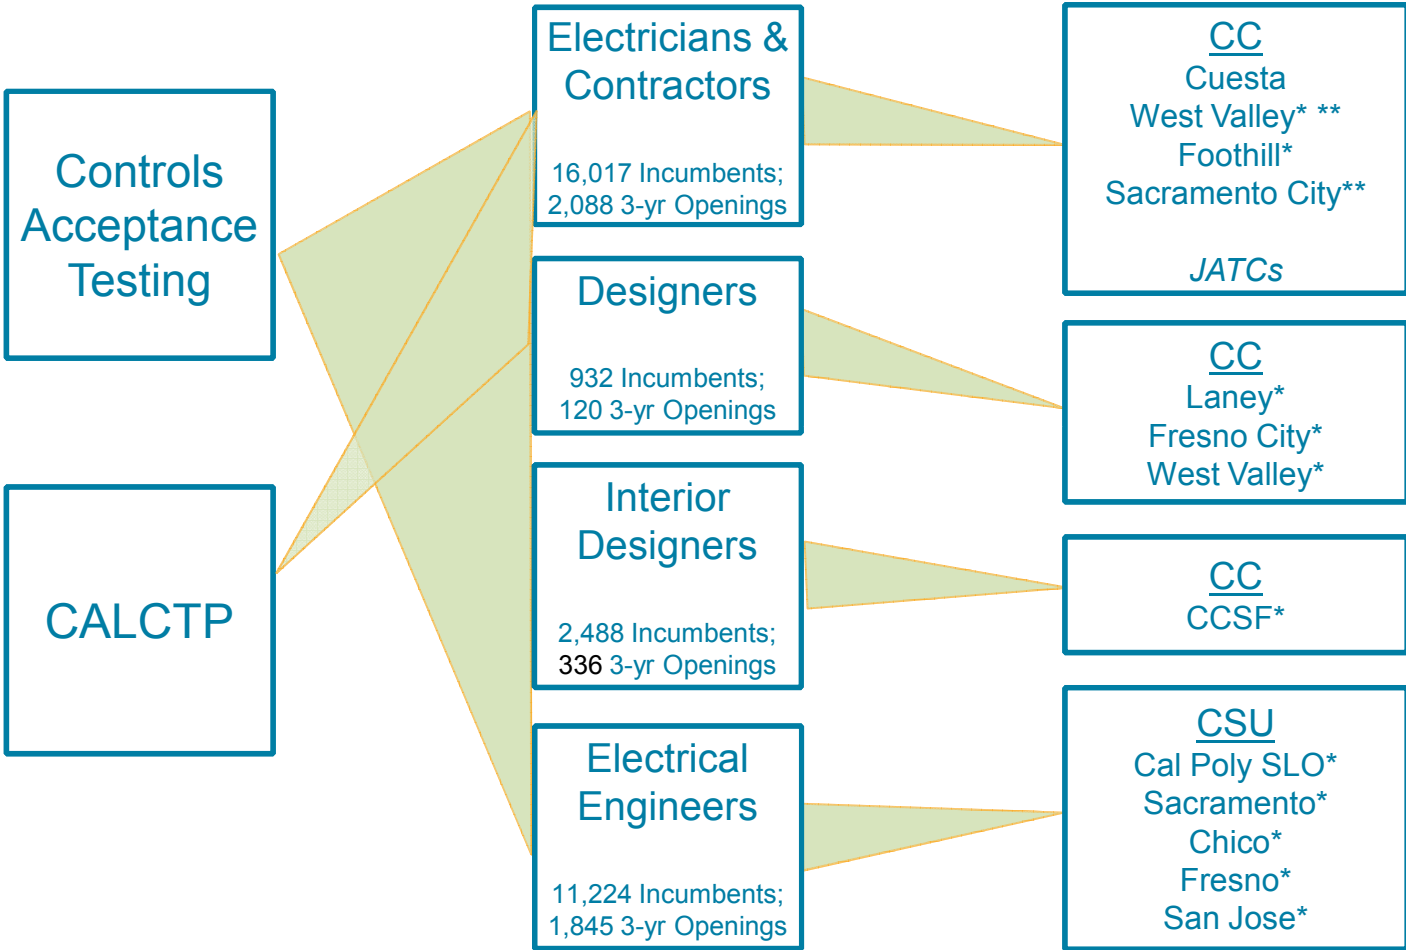 Controls
Acceptance
Testing
CALCTP
Electricians &
Contractors
16,017 Incumbents;
2,088 3-yr Openings
Designers
932 Incumbents;
120 3-yr Openings
Interior
Designers
2,488 Incumbents;
336 3-yr Openings
Electrical
Engineers
11,224 Incumbents;
1,845 3-yr Openings
CC
Cuesta
West Valley* **
Foothill*
Sacramento City**
JATCs
CC
Laney*
Fresno City*
West Valley*
CC
CCSF*
CSU
Cal Poly SLO*
Sacramento*
Chico*
Fresno*
San Jose*